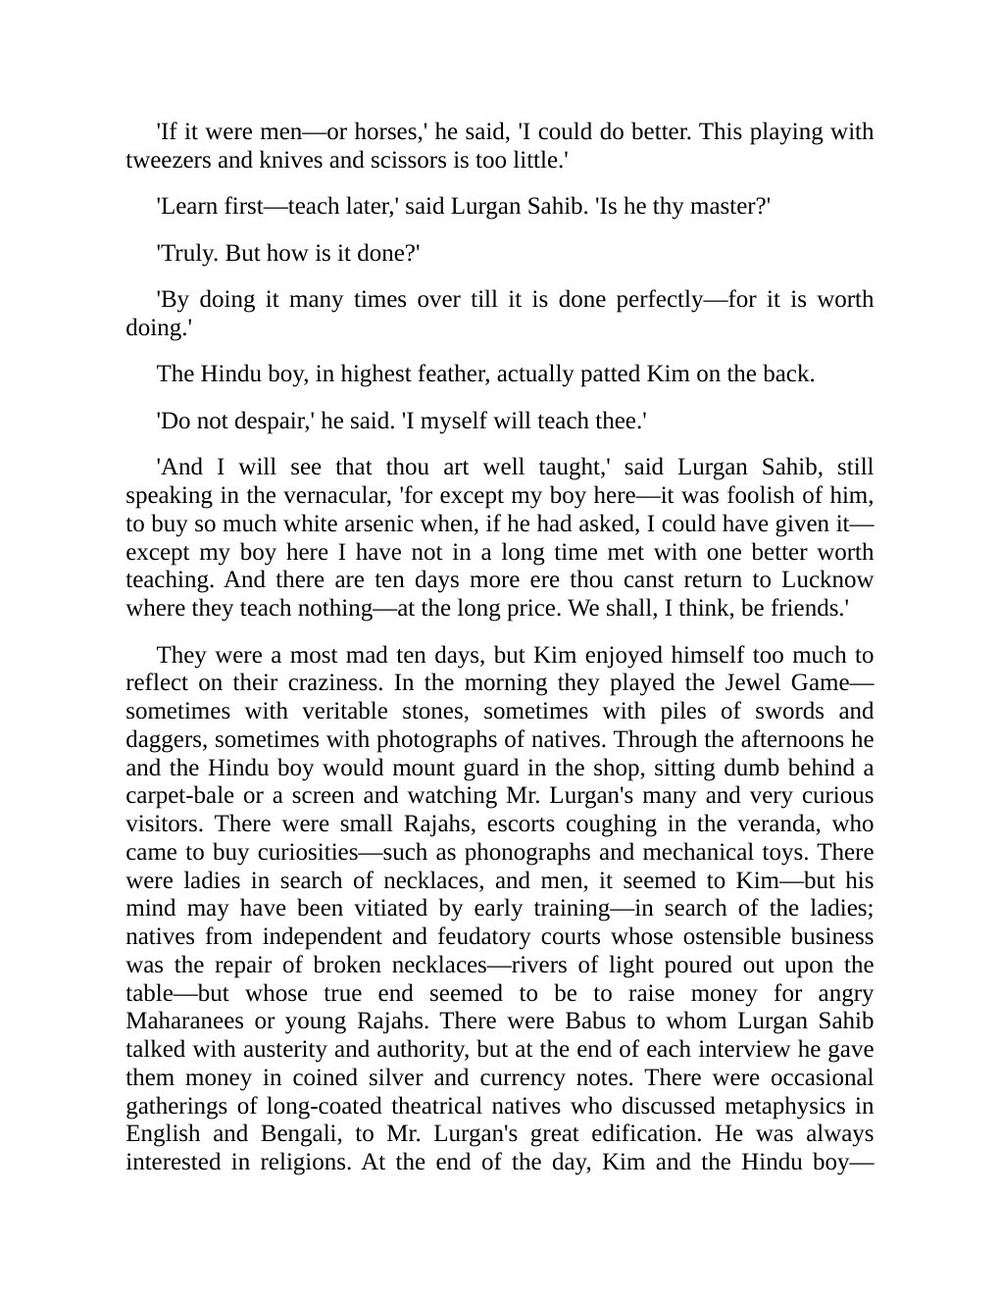 'If it were men—or horses,' he said, 'I could do better. This playing with
tweezers and knives and scissors is too little.'
'Learn first—teach later,' said Lurgan Sahib. 'Is he thy master?'
'Truly. But how is it done?'
'By doing it many times over till it is done perfectly—for it is worth
doing.'
The Hindu boy, in highest feather, actually patted Kim on the back.
'Do not despair,' he said. 'I myself will teach thee.'
'And I will see that thou art well taught,' said Lurgan Sahib, still
speaking in the vernacular, 'for except my boy here—it was foolish of him,
to buy so much white arsenic when, if he had asked, I could have given it—
except my boy here I have not in a long time met with one better worth
teaching. And there are ten days more ere thou canst return to Lucknow
where they teach nothing—at the long price. We shall, I think, be friends.'
They were a most mad ten days, but Kim enjoyed himself too much to
reflect on their craziness. In the morning they played the Jewel Game—
sometimes with veritable stones, sometimes with piles of swords and
daggers, sometimes with photographs of natives. Through the afternoons he
and the Hindu boy would mount guard in the shop, sitting dumb behind a
carpet-bale or a screen and watching Mr. Lurgan's many and very curious
visitors. There were small Rajahs, escorts coughing in the veranda, who
came to buy curiosities—such as phonographs and mechanical toys. There
were ladies in search of necklaces, and men, it seemed to Kim—but his
mind may have been vitiated by early training—in search of the ladies;
natives from independent and feudatory courts whose ostensible business
was the repair of broken necklaces—rivers of light poured out upon the
table—but whose true end seemed to be to raise money for angry
Maharanees or young Rajahs. There were Babus to whom Lurgan Sahib
talked with austerity and authority, but at the end of each interview he gave
them money in coined silver and currency notes. There were occasional
gatherings of long-coated theatrical natives who discussed metaphysics in
English and Bengali, to Mr. Lurgan's great edification. He was always
interested in religions. At the end of the day, Kim and the Hindu boy—